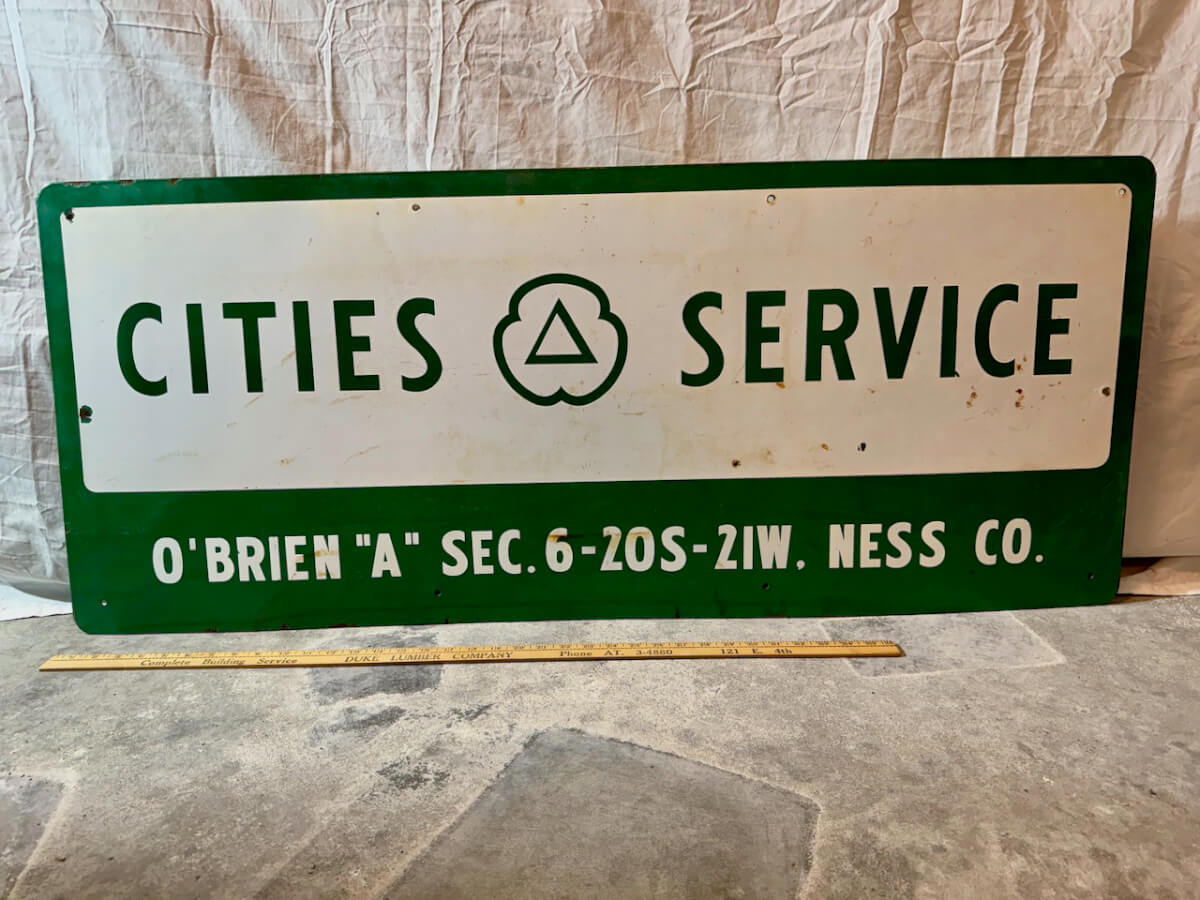 CITIES SERVICE
O'BRIEN "A" SEC. 6-20S-21W, NESS CO.
Complete Building Service DUKE LUMBER COMPANY Phone AT. 3-4860 121 E. 4th